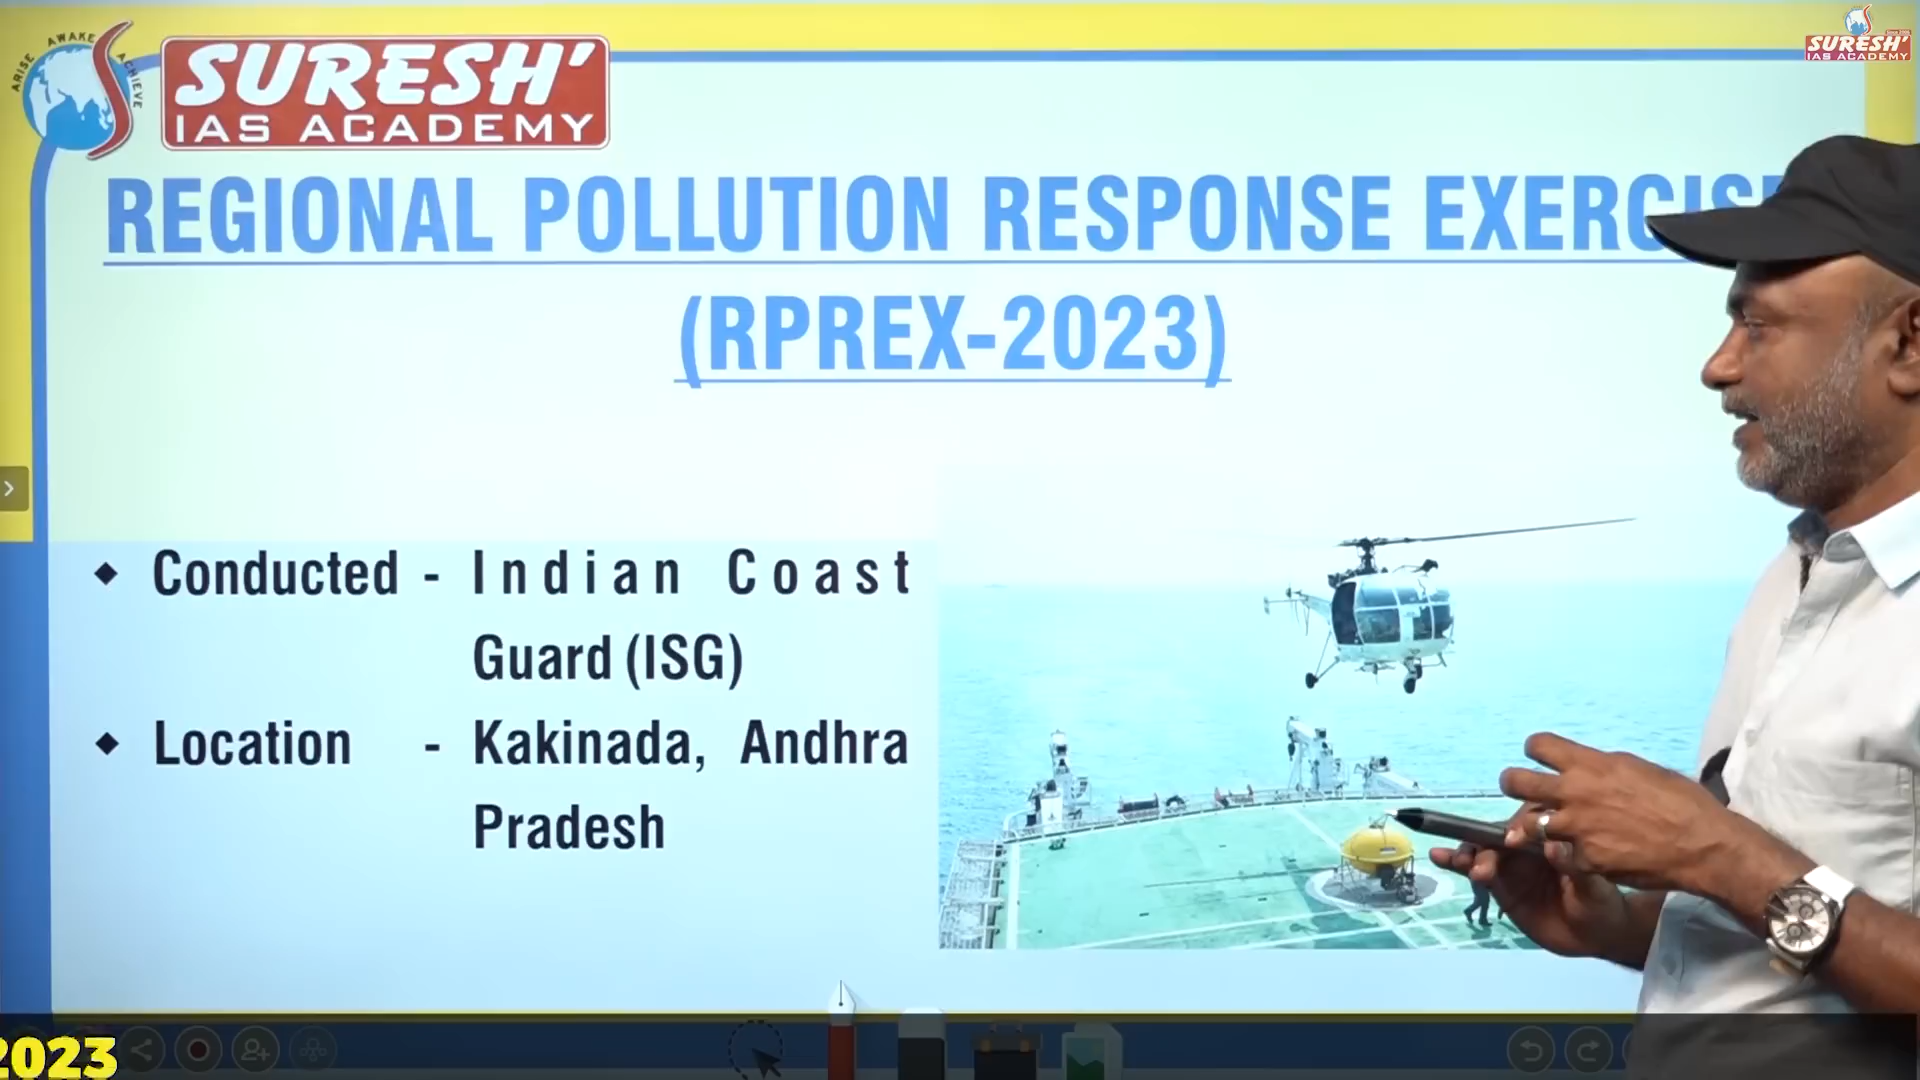 ARISE AWAKE ACHIEVE
SURESH'
IAS ACADEMY
SURESH'
IAS ACADEMY
REGIONAL POLLUTION RESPONSE EXERCISE
(RPREX-2023)
◆ Conducted - Indian Coast
Guard (ISG)
◆ Location - Kakinada, Andhra
Pradesh
2023